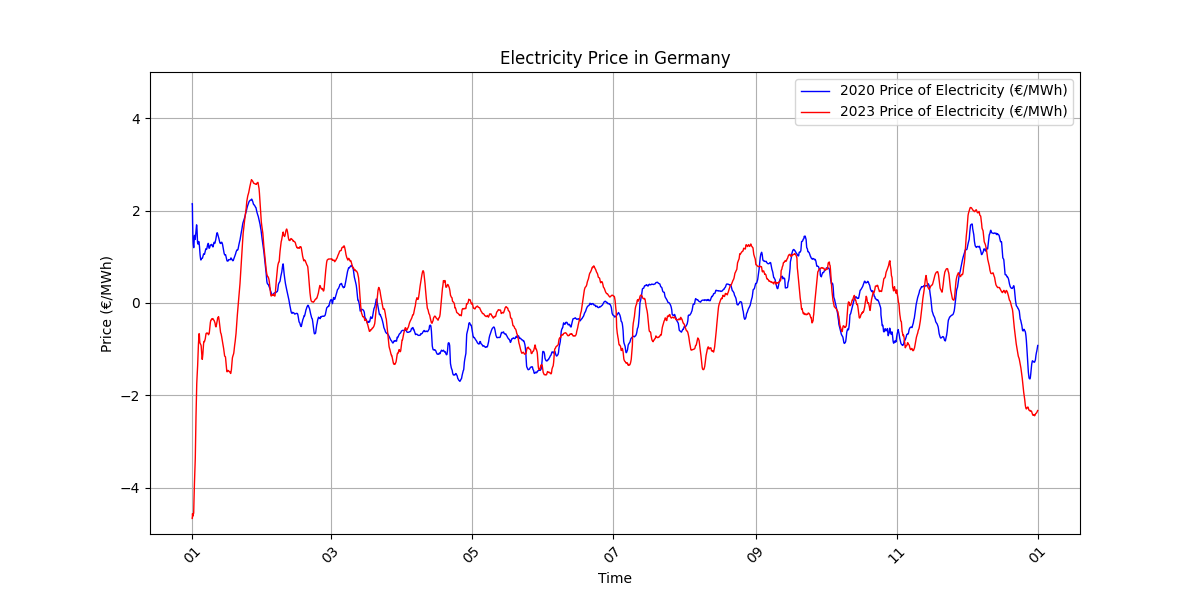 Electricity Price in Germany
2020 Price of Electricity (€/MWh)
2023 Price of Electricity (€/MWh)
Price (€/MWh)
4
2
0
−2
−4
01
03
05
07
09
11
01
Time